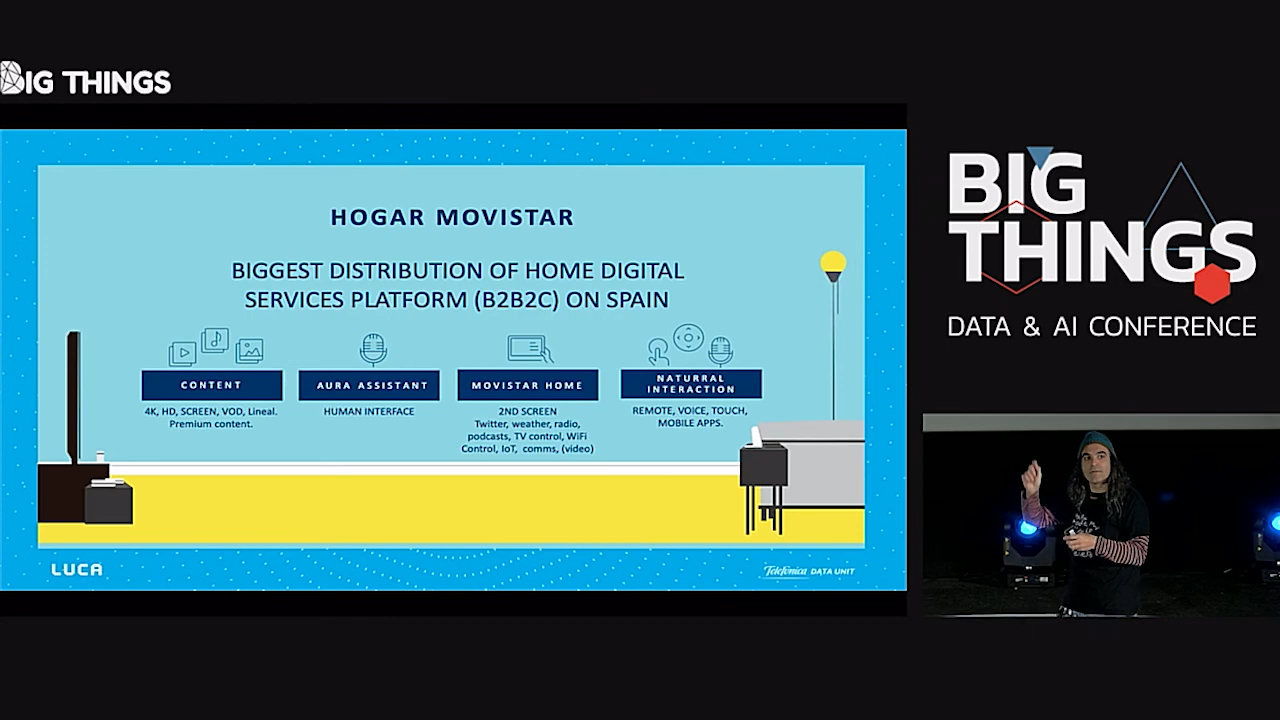 BIG THINGS
HOGAR MOVISTAR
BIGGEST DISTRIBUTION OF HOME DIGITAL
SERVICES PLATFORM (B2B2C) ON SPAIN
CONTENT
4K, HD, SCREEN, VOD, Lineal.
Premium content.
AURA ASSISTANT
HUMAN INTERFACE
MOVISTAR HOME
2ND SCREEN
Twitter, weather, radio,
podcasts, TV control, WiFi
Control, IoT, comms, (video)
NATURRAL
INTERACTION
REMOTE, VOICE, TOUCH,
MOBILE APPS.
LUCA
Telefónica DATA UNIT
BIG
THINGS
DATA & AI CONFERENCE